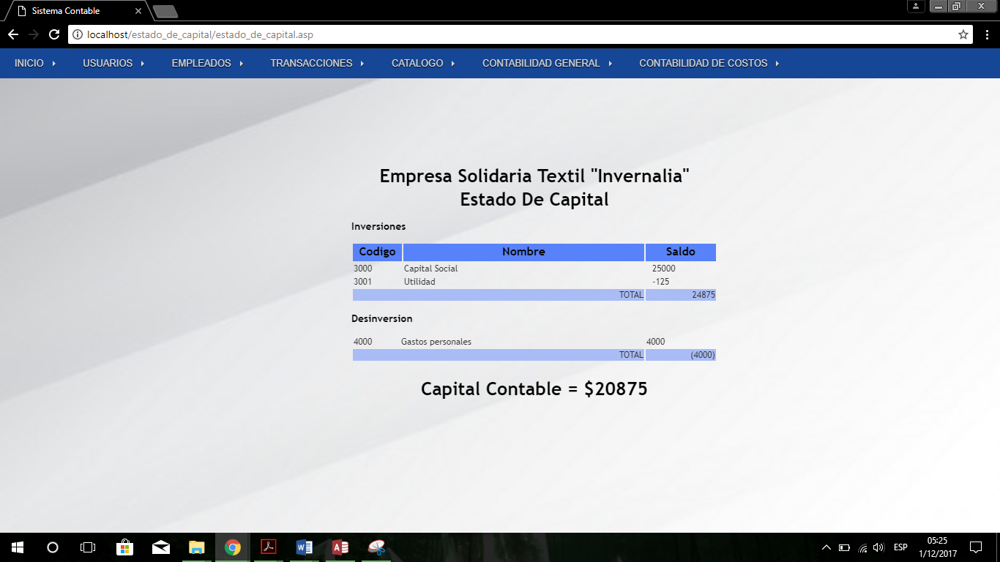 Sistema Contable
localhost/estado_de_capital/estado_de_capital.asp
INICIO USUARIOS EMPLEADOS TRANSACCIONES CATALOGO CONTABILIDAD GENERAL CONTABILIDAD DE COSTOS
Empresa Solidaria Textil "Invernalia"
Estado De Capital
Inversiones
Codigo Nombre Saldo
3000 Capital Social 25000
3001 Utilidad -125
TOTAL 24875
Desinversion
4000 Gastos personales 4000
TOTAL (4000)
Capital Contable = $20875
ESP
05:25
1/12/2017